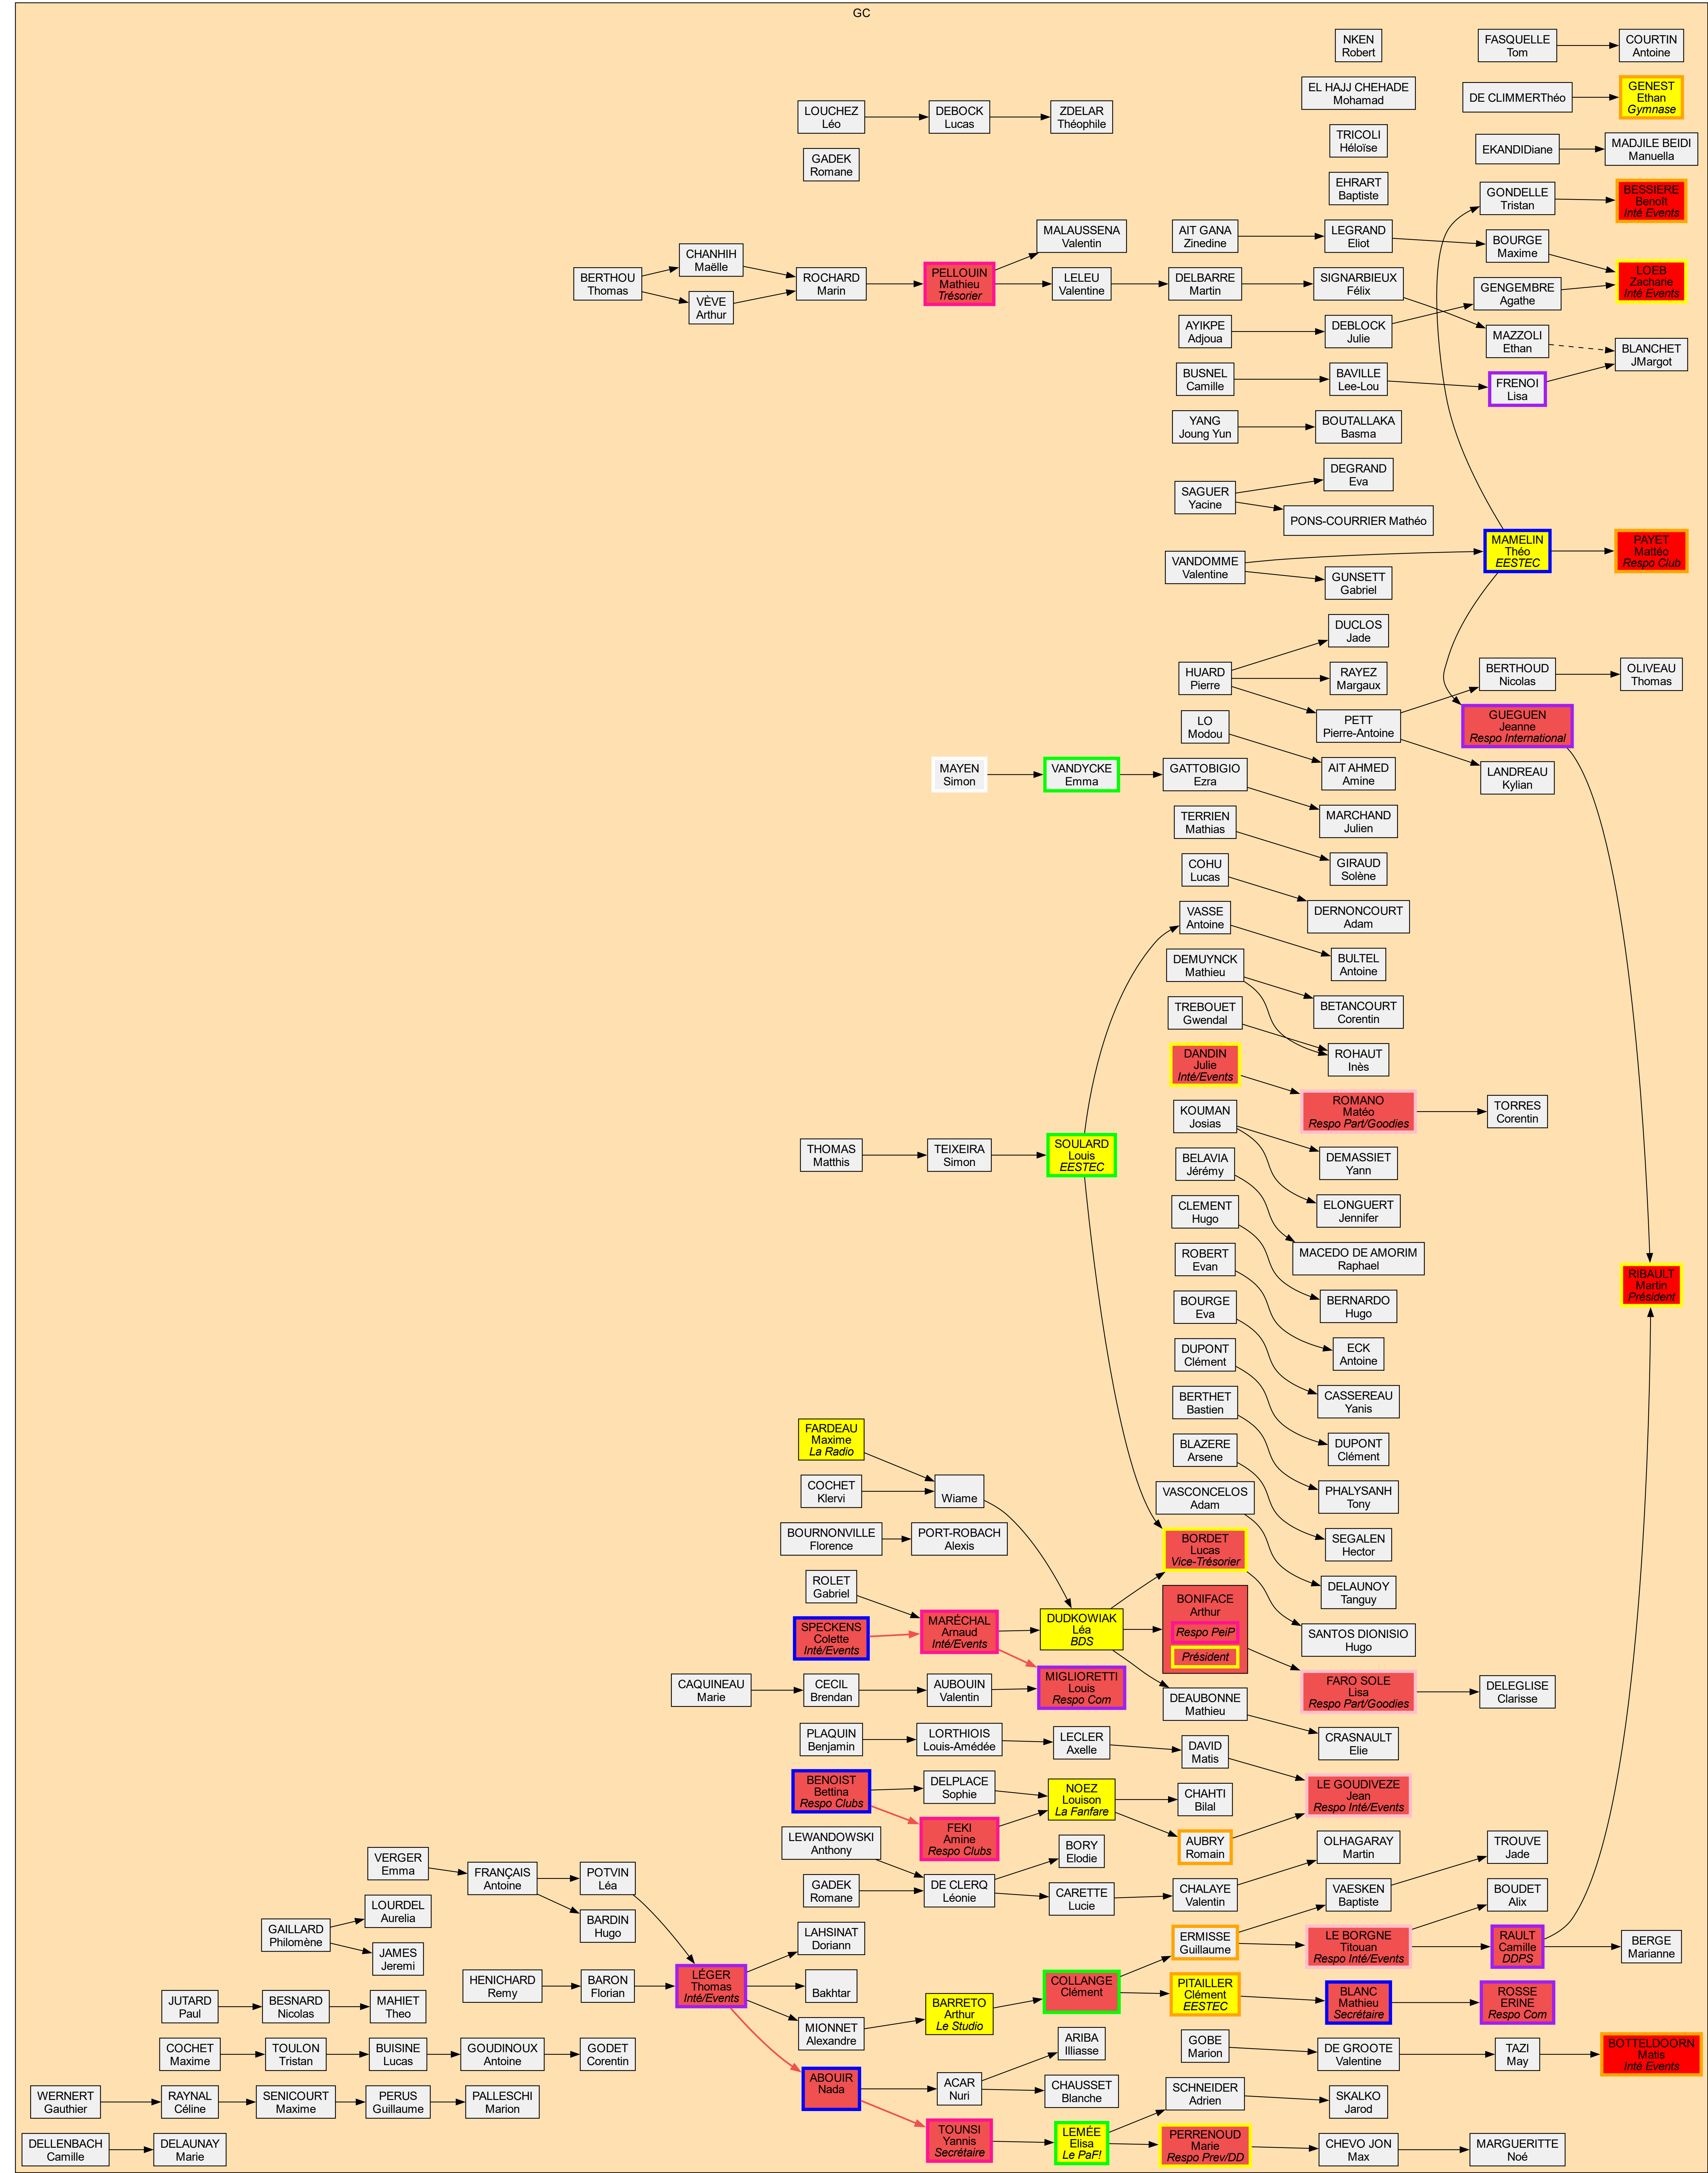 GC
NKEN
Robert
FASQUELLE
Tom
COURTIN
Antoine
EL HAJJ CHEHADE
Mohamad
DE CLIMMERThéo
GENEST
Ethan
Gymnase
LOUCHEZ
Léo
DEBOCK
Lucas
ZDELAR
Théophile
TRICOLI
Héloïse
EKANDIDiane
MADJILE BEIDI
Manuella
GADEK
Romane
EHRART
Baptiste
GONDELLE
Tristan
BESSIERE
Benoît
Inté Events
MALAUSSENA
Valentin
AIT GANA
Zinedine
LEGRAND
Eliot
BOURGE
Maxime
CHANHIH
Maëlle
BERTHOU
Thomas
VÈVE
Arthur
ROCHARD
Marin
PELLOUIN
Mathieu
Trésorier
LELEU
Valentine
DELBARRE
Martin
SIGNARBIEUX
Félix
GENGEMBRE
Agathe
LOEB
Zacharie
Inté Events
AYIKPE
Adjoua
DEBLOCK
Julie
MAZZOLI
Ethan
BLANCHET
JMargot
BUSNEL
Camille
BAVILLE
Lee-Lou
FRENOI
Lisa
YANG
Joung Yun
BOUTALLAKA
Basma
SAGUER
Yacine
DEGRAND
Eva
PONS-COURRIER Mathéo
VANDOMME
Valentine
GUNSETT
Gabriel
MAMELIN
Théo
EESTEC
PAYET
Mattéo
Respo Club
DUCLOS
Jade
HUARD
Pierre
RAYEZ
Margaux
BERTHOUD
Nicolas
OLIVEAU
Thomas
LO
Modou
PETT
Pierre-Antoine
GUEGUEN
Jeanne
Respo International
MAYEN
Simon
VANDYCKE
Emma
GATTOBIGIO
Ezra
AIT AHMED
Amine
LANDREAU
Kylian
TERRIEN
Mathias
MARCHAND
Julien
COHU
Lucas
GIRAUD
Solène
VASSE
Antoine
DERNONCOURT
Adam
DEMUYNCK
Mathieu
BULTEL
Antoine
TREBOUET
Gwendal
BETANCOURT
Corentin
DANDIN
Julie
Inté/Events
ROHAUT
Inès
KOUMAN
Josias
ROMANO
Matéo
Respo Part/Goodies
TORRES
Corentin
THOMAS
Matthis
TEIXEIRA
Simon
SOULARD
Louis
EESTEC
BELAVIA
Jérémy
DEMASSIET
Yann
CLEMENT
Hugo
ELONGUERT
Jennifer
ROBERT
Evan
MACEDO DE AMORIM
Raphael
BOURGE
Eva
BERNARDO
Hugo
RIBAULT
Martin
Président
DUPONT
Clément
ECK
Antoine
BERTHET
Bastien
CASSEREAU
Yanis
FARDEAU
Maxime
La Radio
BLAZERE
Arsene
DUPONT
Clément
COCHET
Klervi
Wiame
VASCONCELOS
Adam
PHALYSANH
Tony
BOURNONVILLE
Florence
PORT-ROBACH
Alexis
BORDET
Lucas
Vice-Trésorier
SEGALEN
Hector
ROLET
Gabriel
DELAUNOY
Tanguy
SPECKENS
Colette
Inté/Events
MARÉCHAL
Arnaud
Inté/Events
DUDKOWIAK
Léa
BDS
BONIFACE
Arthur
Respo PeiP
Président
SANTOS DIONISIO
Hugo
CAQUINEAU
Marie
CECIL
Brendan
AUBOUIN
Valentin
MIGLIORETTI
Louis
Respo Com
DEAUBONNE
Mathieu
FARO SOLE
Lisa
Respo Part/Goodies
DELEGLISE
Clarisse
PLAQUIN
Benjamin
LORTHIOIS
Louis-Amédée
LECLER
Axelle
DAVID
Matis
CRASNAULT
Elie
BENOIST
Bettina
Respo Clubs
DELPLACE
Sophie
NOEZ
Louison
La Fanfare
CHAHTI
Bilal
LE GOUDIVEZE
Jean
Respo Inté/Events
FEKI
Amine
Respo Clubs
LEWANDOWSKI
Anthony
BORY
Elodie
AUBRY
Romain
OLHAGARAY
Martin
TROUVE
Jade
VERGER
Emma
FRANÇAIS
Antoine
POTVIN
Léa
GADEK
Romane
DE CLERQ
Léonie
CARETTE
Lucie
CHALAYE
Valentin
VAESKEN
Baptiste
BOUDET
Alix
LOURDEL
Aurelia
GAILLARD
Philomène
BARDIN
Hugo
LAHSINAT
Doriann
ERMISSE
Guillaume
LE BORGNE
Titouan
Respo Inté/Events
RAULT
Camille
DDPS
BERGE
Marianne
JAMES
Jeremi
HENICHARD
Remy
BARON
Florian
LÉGER
Thomas
Inté/Events
Bakhtar
COLLANGE
Clément
PITAILLER
Clément
EESTEC
BLANC
Mathieu
Secrétaire
ROSSE
ERINE
Respo Com
JUTARD
Paul
BESNARD
Nicolas
MAHIET
Theo
MIONNET
Alexandre
BARRETO
Arthur
Le Studio
ARIBA
Illiasse
GOBE
Marion
DE GROOTE
Valentine
TAZI
May
BOTTELDOORN
Matis
Inté Events
COCHET
Maxime
TOULON
Tristan
BUISINE
Lucas
GOUDINOUX
Antoine
GODET
Corentin
ABOUIR
Nada
ACAR
Nuri
CHAUSSET
Blanche
SCHNEIDER
Adrien
SKALKO
Jarod
WERNERT
Gauthier
RAYNAL
Céline
SENICOURT
Maxime
PERUS
Guillaume
PALLESCHI
Marion
TOUNSI
Yannis
Secrétaire
LEMÉE
Elisa
Le PaF!
PERRENOUD
Marie
Respo Prev/DD
CHEVO JON
Max
MARGUERITTE
Noé
DELLENBACH
Camille
DELAUNAY
Marie